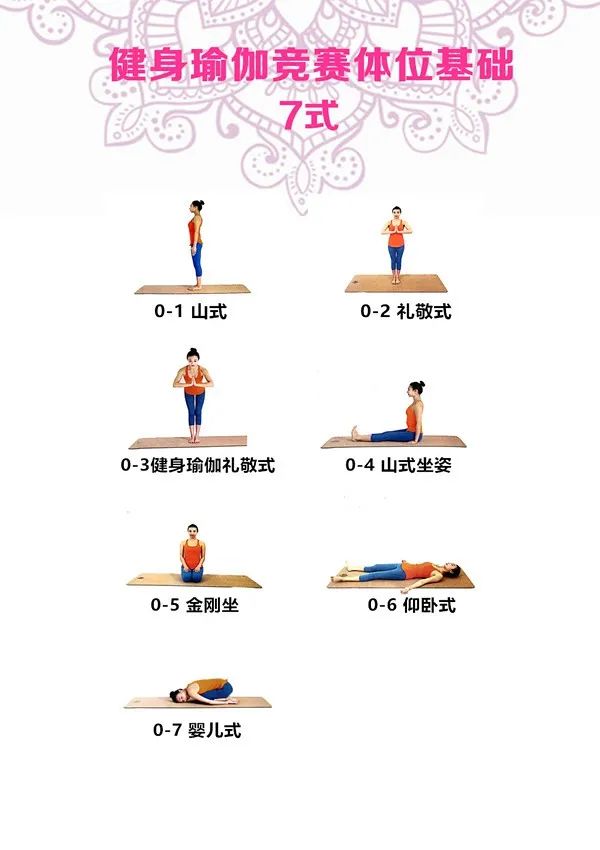 健身瑜伽竞赛体位基础
7式
0-1 山式
0-2 礼敬式
0-3健身瑜伽礼敬式
0-4 山式坐姿
0-5 金刚坐
0-6 仰卧式
0-7 婴儿式